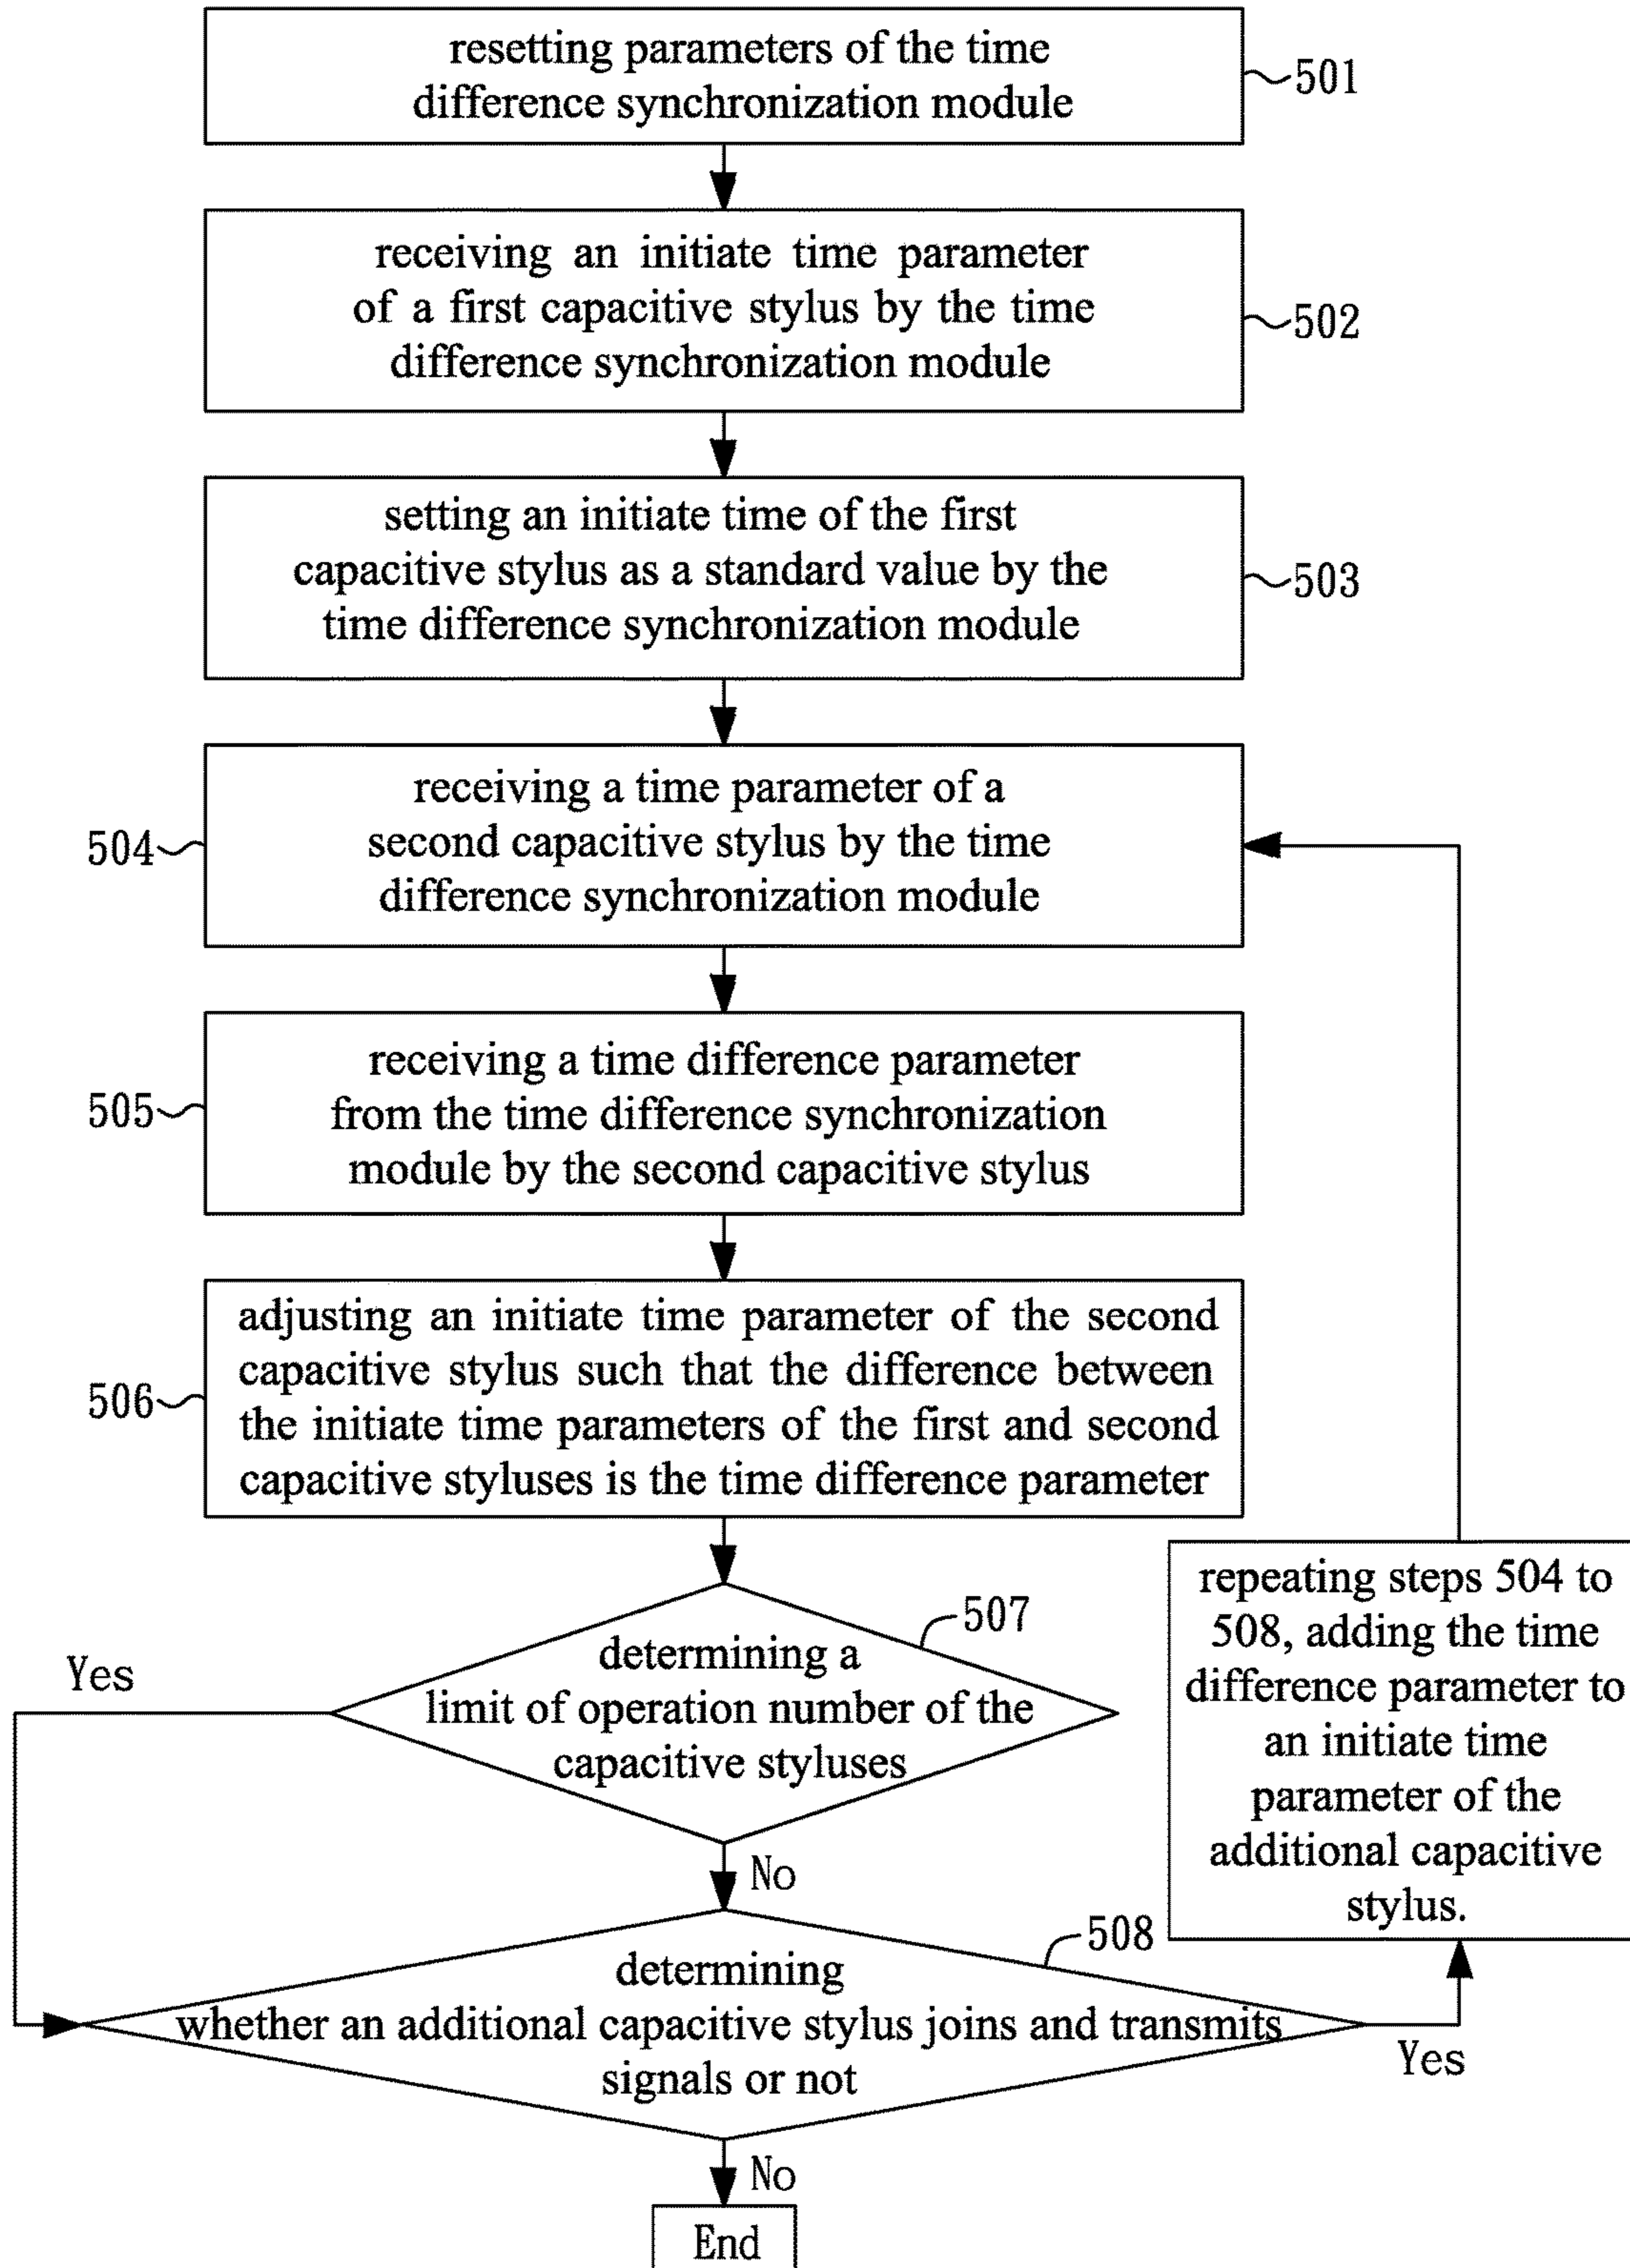 resetting parameters of the time
difference synchronization module
501
receiving an initiate time parameter
of a first capacitive stylus by the time
difference synchronization module
502
setting an initiate time of the first
capacitive stylus as a standard value by the
time difference synchronization module
503
receiving a time parameter of a
second capacitive stylus by the time
difference synchronization module
504
receiving a time difference parameter
from the time difference synchronization
module by the second capacitive stylus
505
adjusting an initiate time parameter of the second
capacitive stylus such that the difference between
the initiate time parameters of the first and second
capacitive styluses is the time difference parameter
506
determining a
limit of operation number of the
capacitive styluses
507
Yes
No
determining
whether an additional capacitive stylus joins and transmits
signals or not
508
Yes
repeating steps 504 to
508, adding the time
difference parameter to
an initiate time
parameter of the
additional capacitive
stylus.
No
End